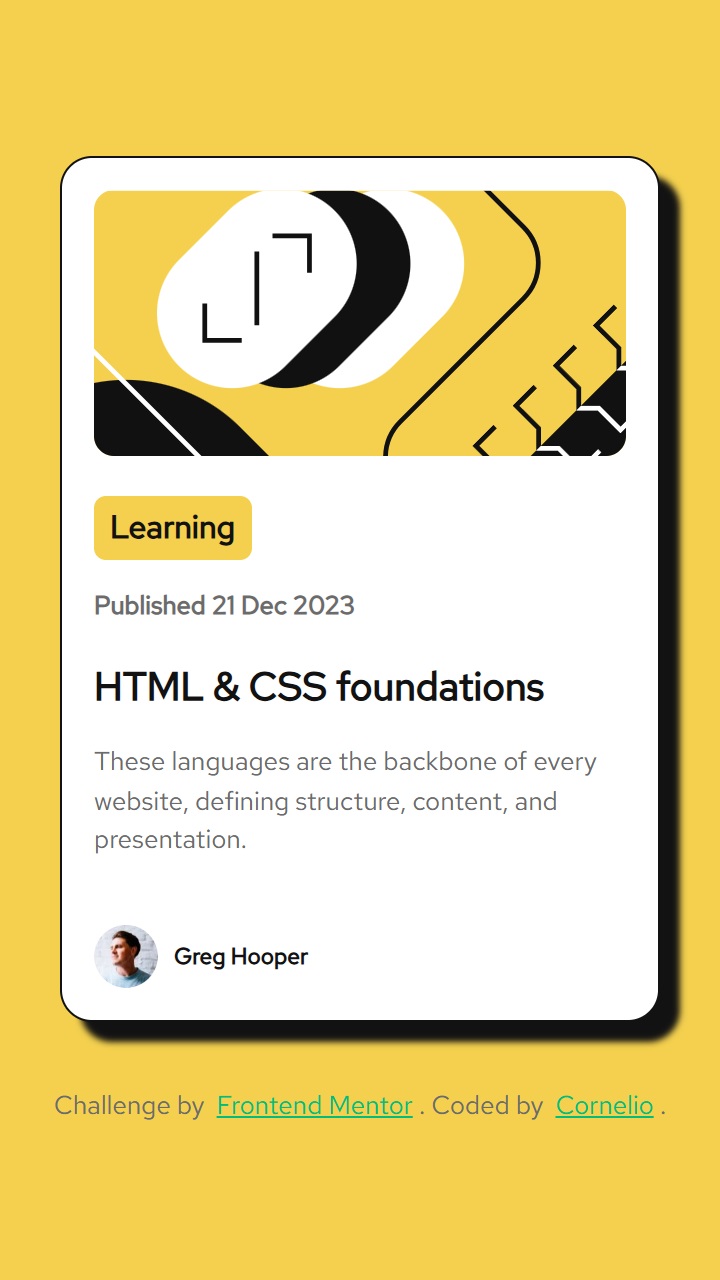 Learning
Published 21 Dec 2023
HTML & CSS foundations
These languages are the backbone of every
website, defining structure, content, and
presentation.
Greg Hooper
Challenge by Frontend Mentor . Coded by Cornelio .